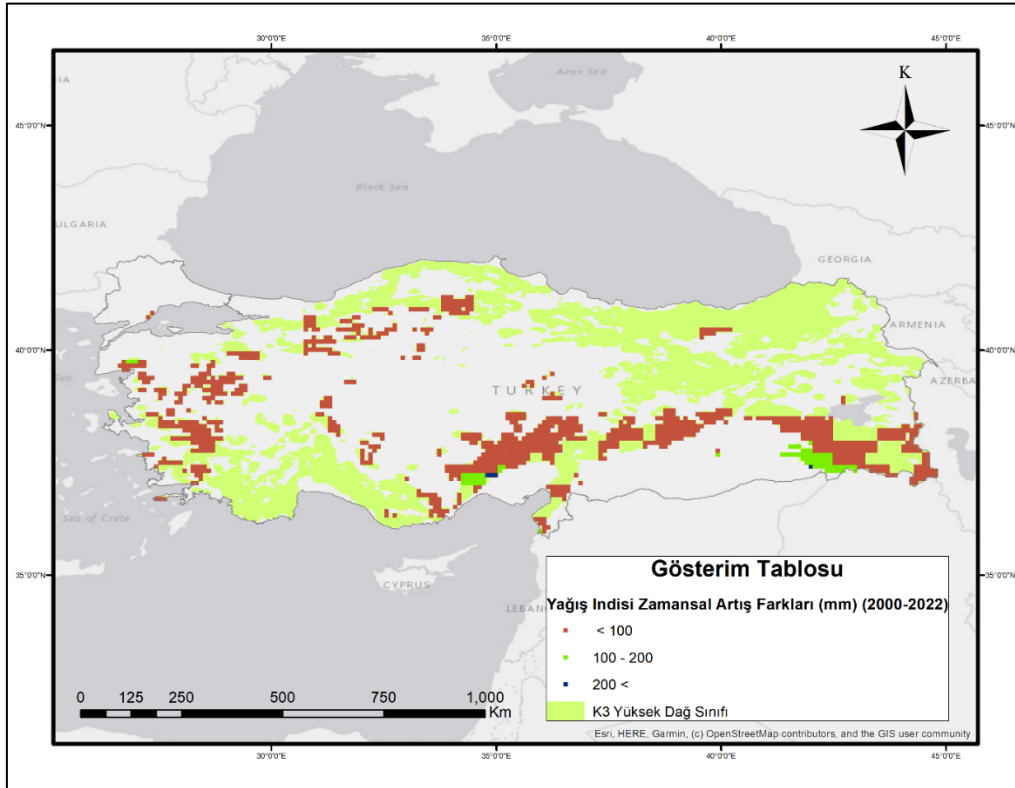 30°0'0"E 35°0'0"E 40°0'0"E 45°0'0"E
K
Azov Sea
IA
45°0'0"N 45°0'0"N
Black Sea
ULGARIA
GEORGIA
ARMENIA
40°0'0"N 40°0'0"N
AZERBA
Sea
TURKEY
Sea of Crete
35°0'0"N 35°0'0"N
CYPRUS
LEBAN
Gösterim Tablosu
Yağış Indisi Zamansal Artış Farkları (mm) (2000-2022)
< 100
100 - 200
200 <
K3 Yüksek Dağ Sınıfı
0 125 250 500 750 1,000
Km
Esri, HERE, Garmin, (c) OpenStreetMap contributors, and the GIS user community
30°0'0"E 35°0'0"E 40°0'0"E 45°0'0"E